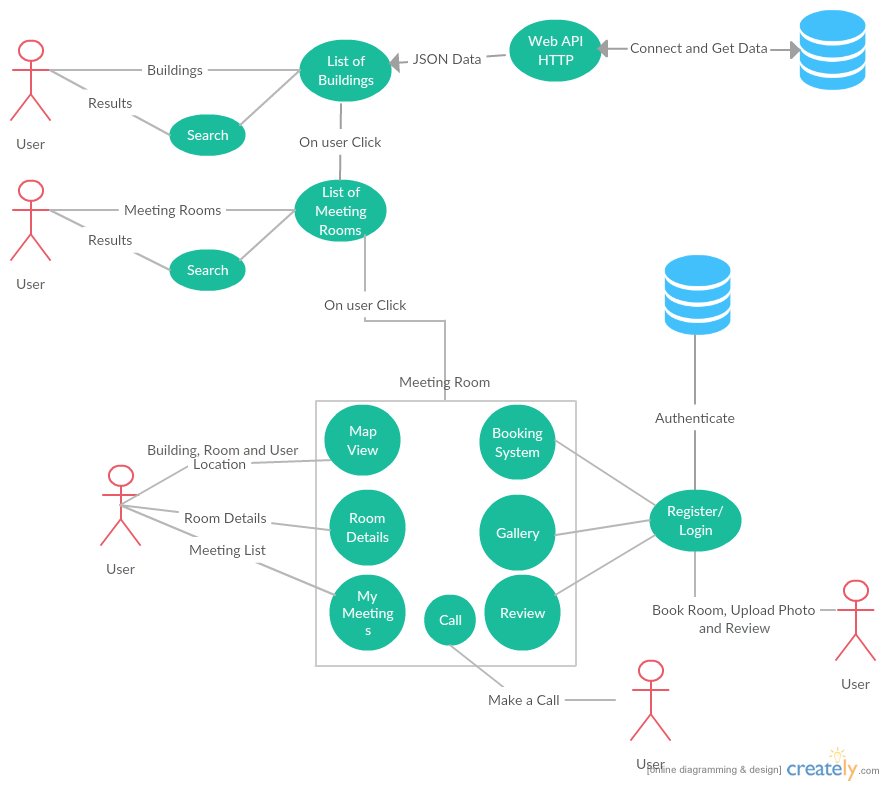 Web API
HTTP
Connect and Get Data
JSON Data
List of
Buildings
Buildings
Results
Search
User
On user Click
List of
Meeting
Rooms
Meeting Rooms
Results
Search
User
On user Click
Meeting Room
Authenticate
Map
View
Booking
System
Building, Room and User
Location
Room
Details
Room Details
Gallery
Register/
Login
Meeting List
User
My
Meeting
s
Call
Review
Book Room, Upload Photo
and Review
User
Make a Call
User
[online diagramming & design]
creately.com